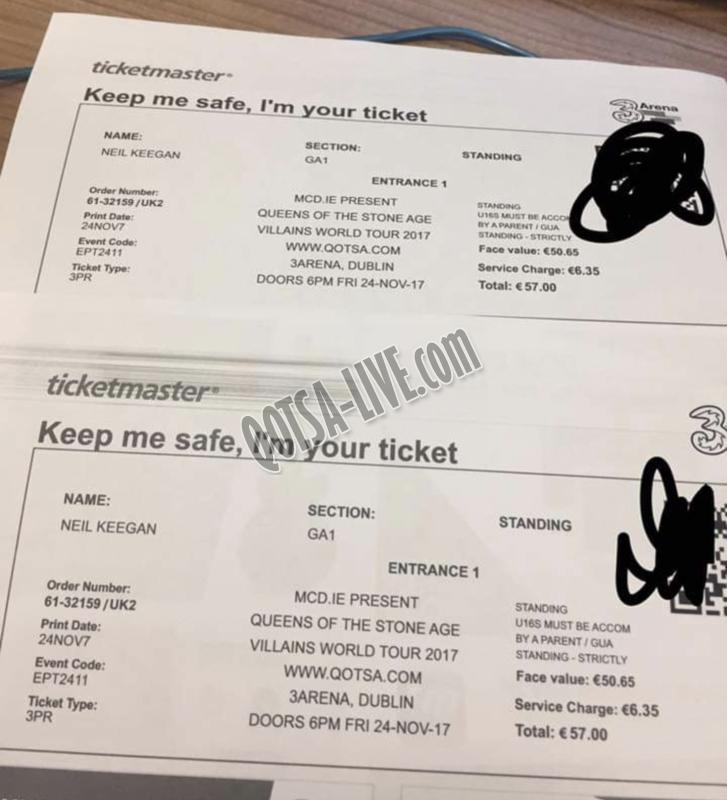 ticketmaster®
Keep me safe, I'm your ticket
3Arena
NAME:
NEIL KEEGAN
SECTION:
GA1
STANDING
ENTRANCE 1
Order Number:
61-32159/UK2
Print Date:
24NOV7
Event Code:
EPT2411
Ticket Type:
3PR
MCD.IE PRESENT
QUEENS OF THE STONE AGE
VILLAINS WORLD TOUR 2017
WWW.QOTSA.COM
3ARENA, DUBLIN
DOORS 6PM FRI 24-NOV-17
STANDING
U16S MUST BE ACCO
BY A PARENT / GUA
STANDING - STRICTLY
Face value: €50.65
Service Charge: €6.35
Total: €57.00
QOTSA-LIVE.com
ticketmaster®
Keep me safe, I'm your ticket
3
NAME:
NEIL KEEGAN
SECTION:
GA1
STANDING
ENTRANCE 1
Order Number:
61-32159/UK2
Print Date:
24NOV7
Event Code:
EPT2411
Ticket Type:
3PR
MCD.IE PRESENT
QUEENS OF THE STONE AGE
VILLAINS WORLD TOUR 2017
WWW.QOTSA.COM
3ARENA, DUBLIN
DOORS 6PM FRI 24-NOV-17
STANDING
U16S MUST BE ACCOM
BY A PARENT / GUA
STANDING - STRICTLY
Face value: €50.65
Service Charge: €6.35
Total: €57.00